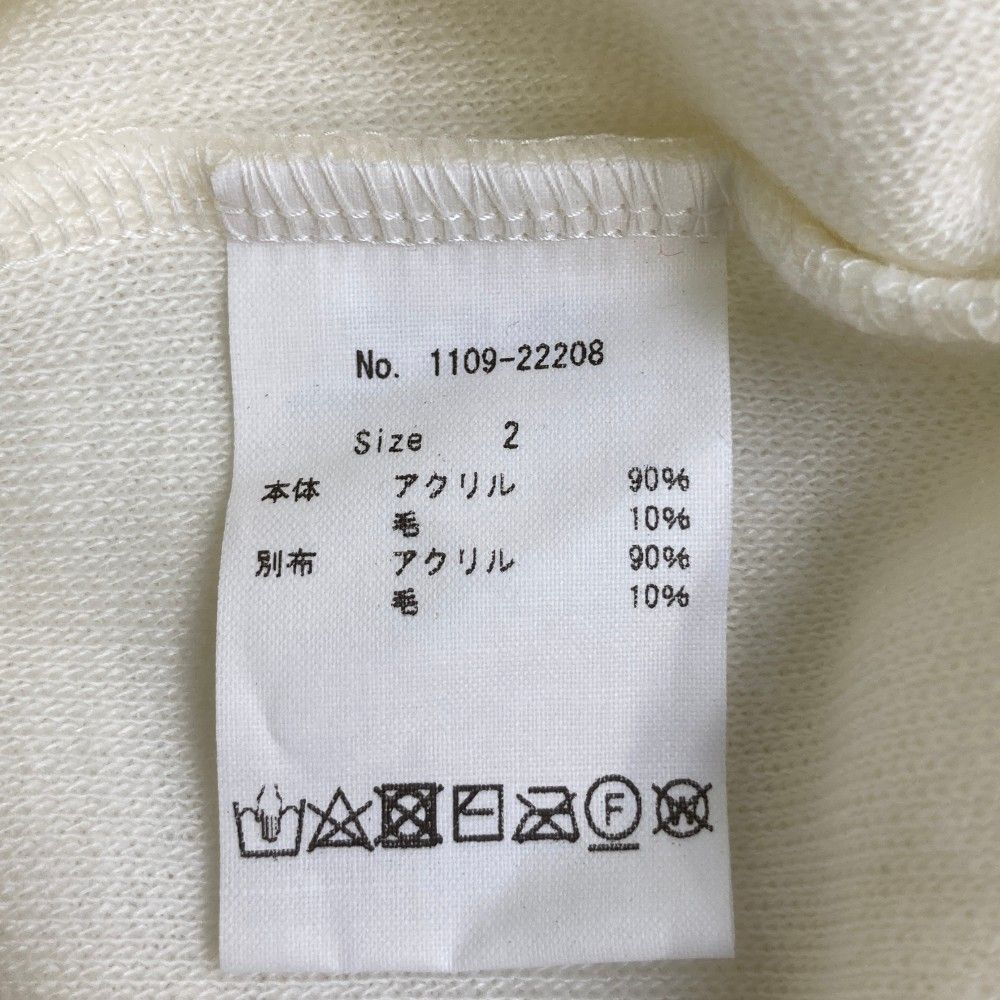 No. 1109-22208
Size 2
本体 アクリル 90%
毛 10%
別布 アクリル 90%
毛 10%
F W